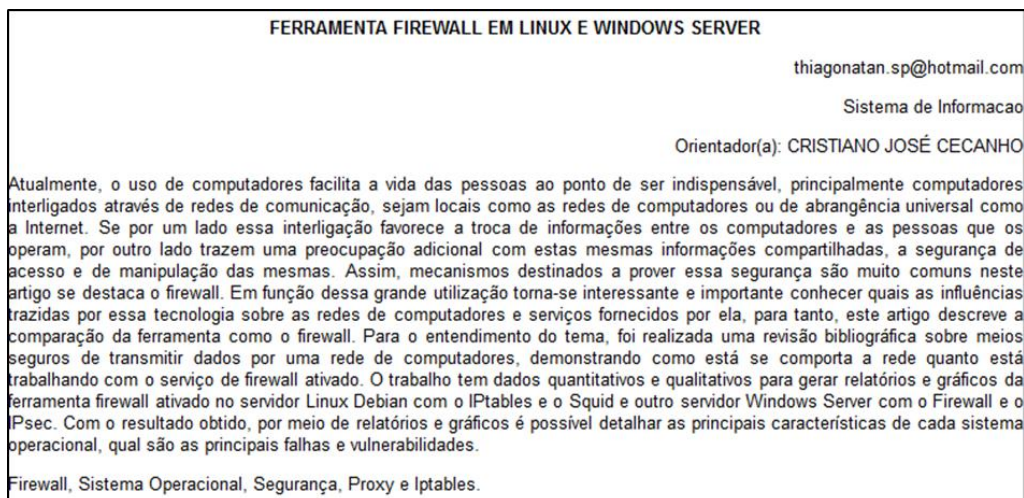 FERRAMENTA FIREWALL EM LINUX E WINDOWS SERVER
thiagonatan.sp@hotmail.com
Sistema de Informacao
Orientador(a): CRISTIANO JOSÉ CECANHO
Atualmente, o uso de computadores facilita a vida das pessoas ao ponto de ser indispensável, principalmente computadores
interligados através de redes de comunicação, sejam locais como as redes de computadores ou de abrangência universal como
a Internet. Se por um lado essa interligação favorece a troca de informações entre os computadores e as pessoas que os
operam, por outro lado trazem uma preocupação adicional com estas mesmas informações compartilhadas, a segurança de
acesso e de manipulação das mesmas. Assim, mecanismos destinados a prover essa segurança são muito comuns neste
artigo se destaca o firewall. Em função dessa grande utilização torna-se interessante e importante conhecer quais as influências
trazidas por essa tecnologia sobre as redes de computadores e serviços fornecidos por ela, para tanto, este artigo descreve a
comparação da ferramenta como o firewall. Para o entendimento do tema, foi realizada uma revisão bibliográfica sobre meios
seguros de transmitir dados por uma rede de computadores, demonstrando como está se comporta a rede quanto está
trabalhando com o serviço de firewall ativado. O trabalho tem dados quantitativos e qualitativos para gerar relatórios e gráficos da
ferramenta firewall ativado no servidor Linux Debian com o IPtables e o Squid e outro servidor Windows Server com o Firewall e o
IPsec. Com o resultado obtido, por meio de relatórios e gráficos é possível detalhar as principais características de cada sistema
operacional, qual são as principais falhas e vulnerabilidades.
Firewall, Sistema Operacional, Segurança, Proxy e Iptables.